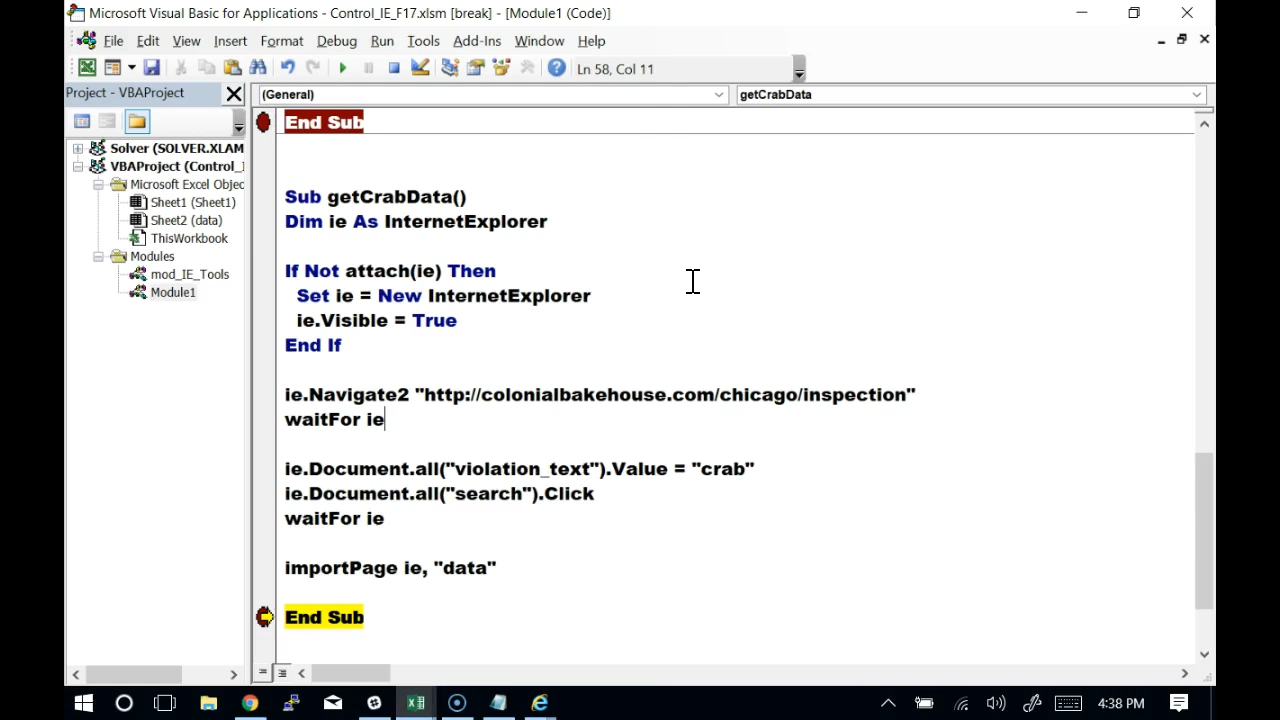 Microsoft Visual Basic for Applications - Control_IE_F17.xlsm [break] - [Module1 (Code)]
File Edit View Insert Format Debug Run Tools Add-Ins Window Help
Ln 58, Col 11
Project - VBAProject
(General) getCrabData
Solver (SOLVER.XLAM
VBAProject (Control_I
Microsoft Excel Objec
Sheet1 (Sheet1)
Sheet2 (data)
ThisWorkbook
Modules
mod_IE_Tools
Module1
End Sub
Sub getCrabData()
Dim ie As InternetExplorer
If Not attach(ie) Then
Set ie = New InternetExplorer
ie.Visible = True
End If
ie.Navigate2 "http://colonialbakehouse.com/chicago/inspection"
waitFor ie
ie.Document.all("violation_text").Value = "crab"
ie.Document.all("search").Click
waitFor ie
importPage ie, "data"
End Sub
4:38 PM